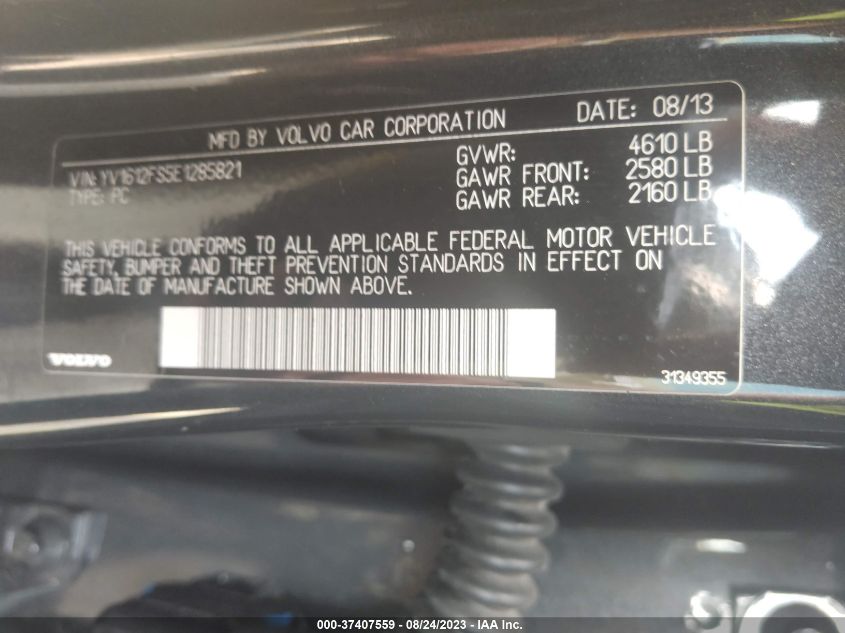 MFD BY VOLVO CAR CORPORATION DATE: 08/13
VIN: YV1612FS5E1285821
TYPE: PC
GVWR: 4610 LB
GAWR FRONT: 2580 LB
GAWR REAR: 2160 LB
THIS VEHICLE CONFORMS TO ALL APPLICABLE FEDERAL MOTOR VEHICLE
SAFETY, BUMPER AND THEFT PREVENTION STANDARDS IN EFFECT ON
THE DATE OF MANUFACTURE SHOWN ABOVE.
VOLVO
31349355
000-37407559 - 08/24/2023 - IAA Inc.